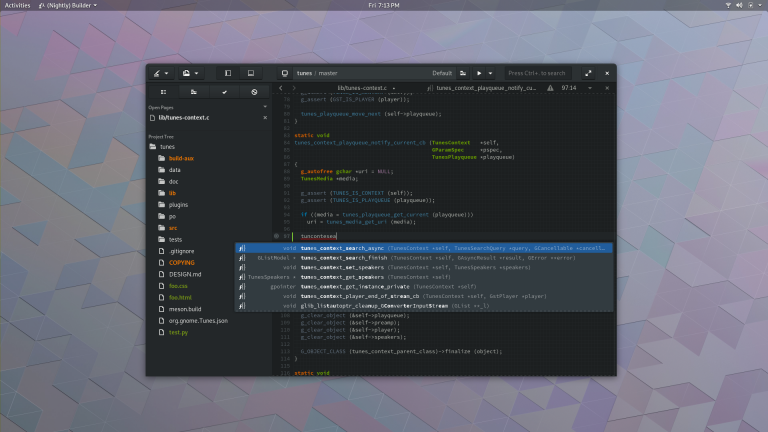 Activities
(Nightly) Builder
Fri 7:13 PM
tunes / master
Default
Press Ctrl+. to search
lib/tunes-context.c
tunes_context_playqueue_notify_cu...
97:14
Open Pages
lib/tunes-context.c
Project Tree
tunes
build-aux
data
doc
lib
plugins
po
src
tests
.gitignore
COPYING
DESIGN.md
foo.css
foo.html
meson.build
org.gnome.Tunes.json
test.py
g_assert (GST_IS_PLAYER (player));
tunes_playqueue_move_next (self->playqueue);
}
static void
tunes_context_playqueue_notify_current_cb (TunesContext *self,
GParamSpec *pspec,
TunesPlayqueue *playqueue)
{
g_autofree gchar *uri = NULL;
TunesMedia *media;
g_assert (TUNES_IS_CONTEXT (self));
g_assert (TUNES_IS_PLAYQUEUE (playqueue));
if ((media = tunes_playqueue_get_current (playqueue)))
uri = tunes_media_get_uri (media);
tuncontesea
void tunes_context_search_async (TunesContext *self, TunesSearchQuery *query, GCancellable *cancell...
GListModel * tunes_context_search_finish (TunesContext *self, GAsyncResult *result, GError **error)
void tunes_context_set_speakers (TunesContext *self, TunesSpeakers *speakers)
TunesSpeakers * tunes_context_get_speakers (TunesContext *self)
gpointer tunes_context_get_instance_private (TunesContext *self)
void tunes_context_player_end_of_stream_cb (TunesContext *self, GstPlayer *player)
void glib_listautoptr_cleanup_GConverterInputStream (GList **_l)
g_clear_object (&self->playqueue);
g_clear_object (&self->preamp);
g_clear_object (&self->player);
g_clear_object (&self->speakers);
G_OBJECT_CLASS (tunes_context_parent_class)->finalize (object);
}
static void